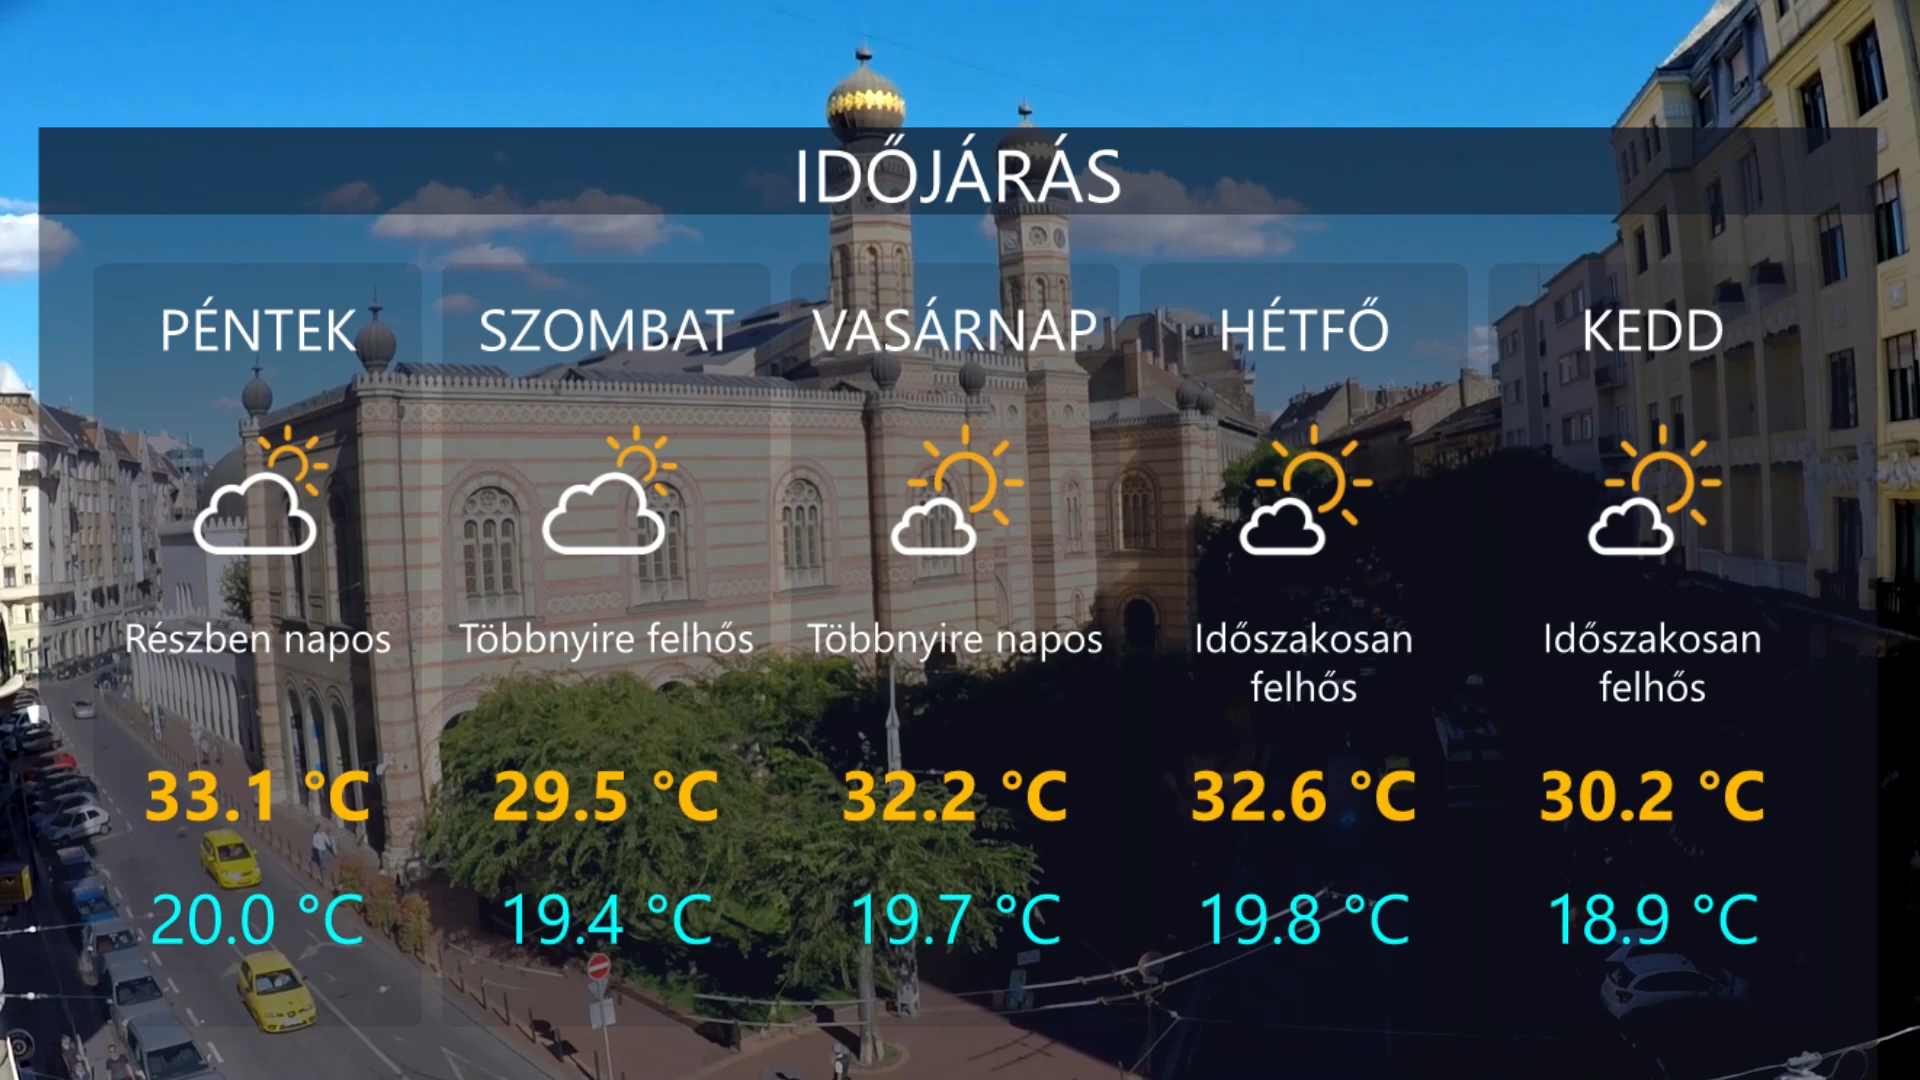 IDŐJÁRÁS
PÉNTEK
Részben napos
33.1 °C
20.0 °C
SZOMBAT
Többnyire felhős
29.5 °C
19.4 °C
VASÁRNAP
Többnyire napos
32.2 °C
19.7 °C
HÉTFŐ
Időszakosan
felhős
32.6 °C
19.8 °C
KEDD
Időszakosan
felhős
30.2 °C
18.9 °C